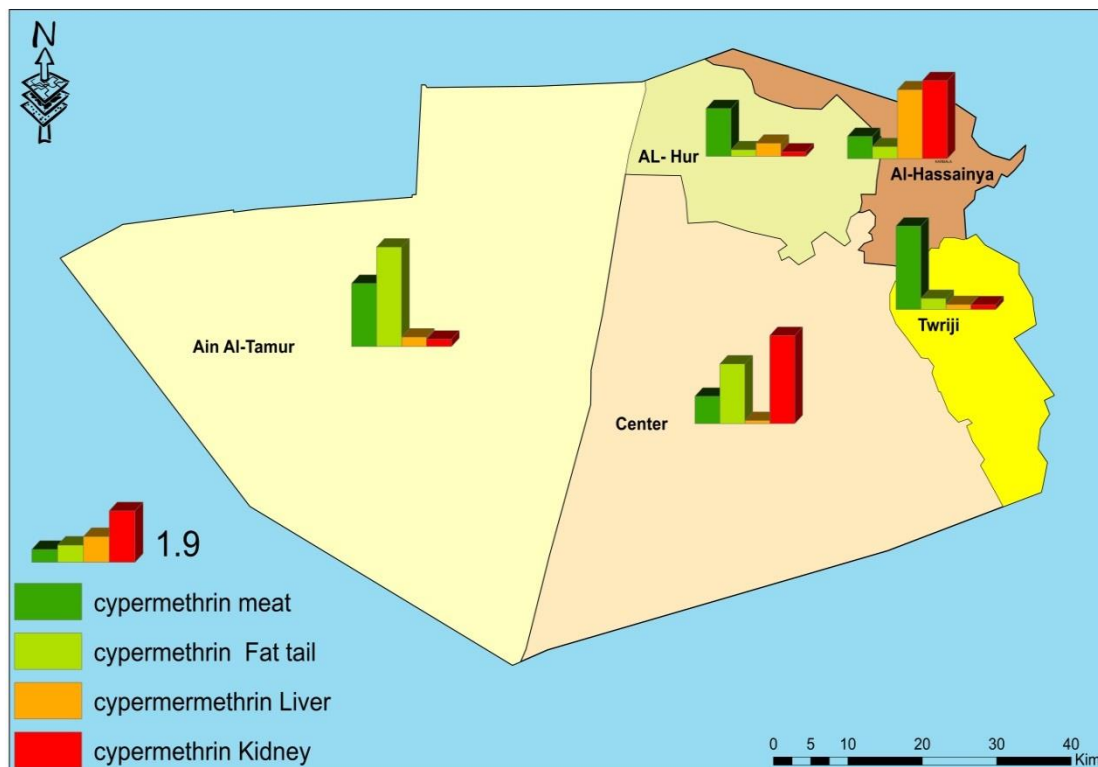 N
AL- Hur
Al-Hassainya
Twriji
Ain Al-Tamur
Center
1.9
cypermethrin meat
cypermethrin Fat tail
cypermermethrin Liver
cypermethrin Kidney
0 5 10 20 30 40
Kim